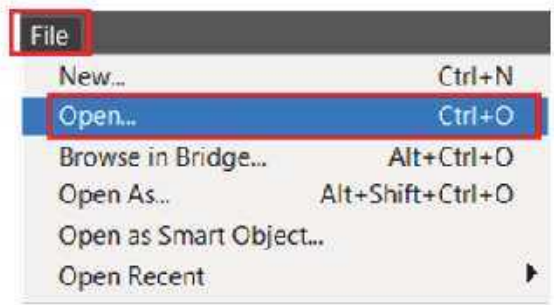 File
New... Ctrl+N
Open... Ctrl+O
Browse in Bridge... Alt+Ctrl+O
Open As... Alt+Shift+Ctrl+O
Open as Smart Object...
Open Recent